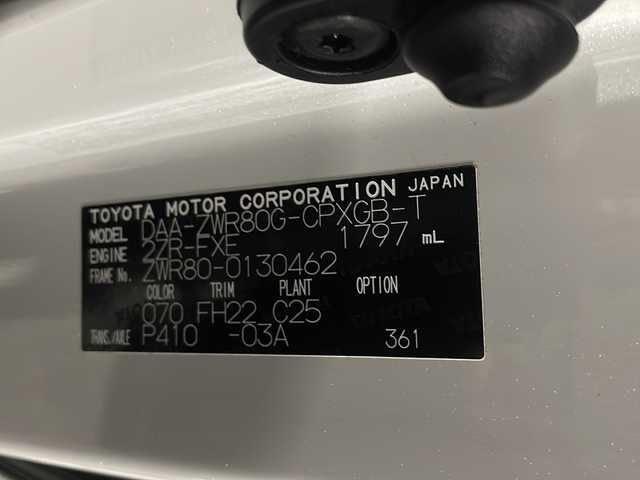 TOYOTA MOTOR CORPORATION JAPAN
MODEL DAA-ZWR80G-CPXGB-T
ENGINE 2ZR-FXE 1797 mL
FRAME No. ZWR80-0130462
COLOR TRIM PLANT OPTION
070 FH22 C25
TRANS./AXLE P410 -03A 361